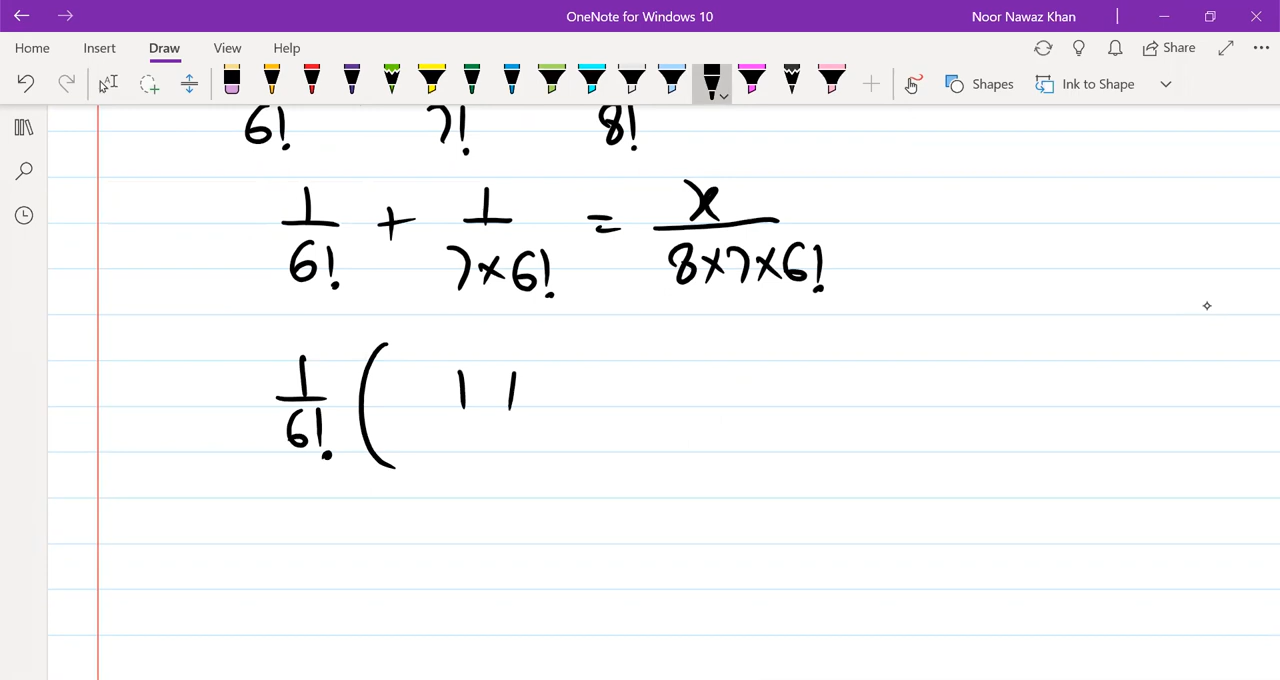 OneNote for Windows 10 Noor Nawaz Khan
Home Insert Draw View Help Share
Shapes Ink to Shape
6! 7! 8!
1/6! + 1/7×6! = x/8×7×6!
1/6! ( 1 1